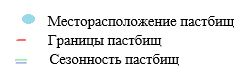 Месторасположение пастбищ
Границы пастбищ
Сезонность пастбищ